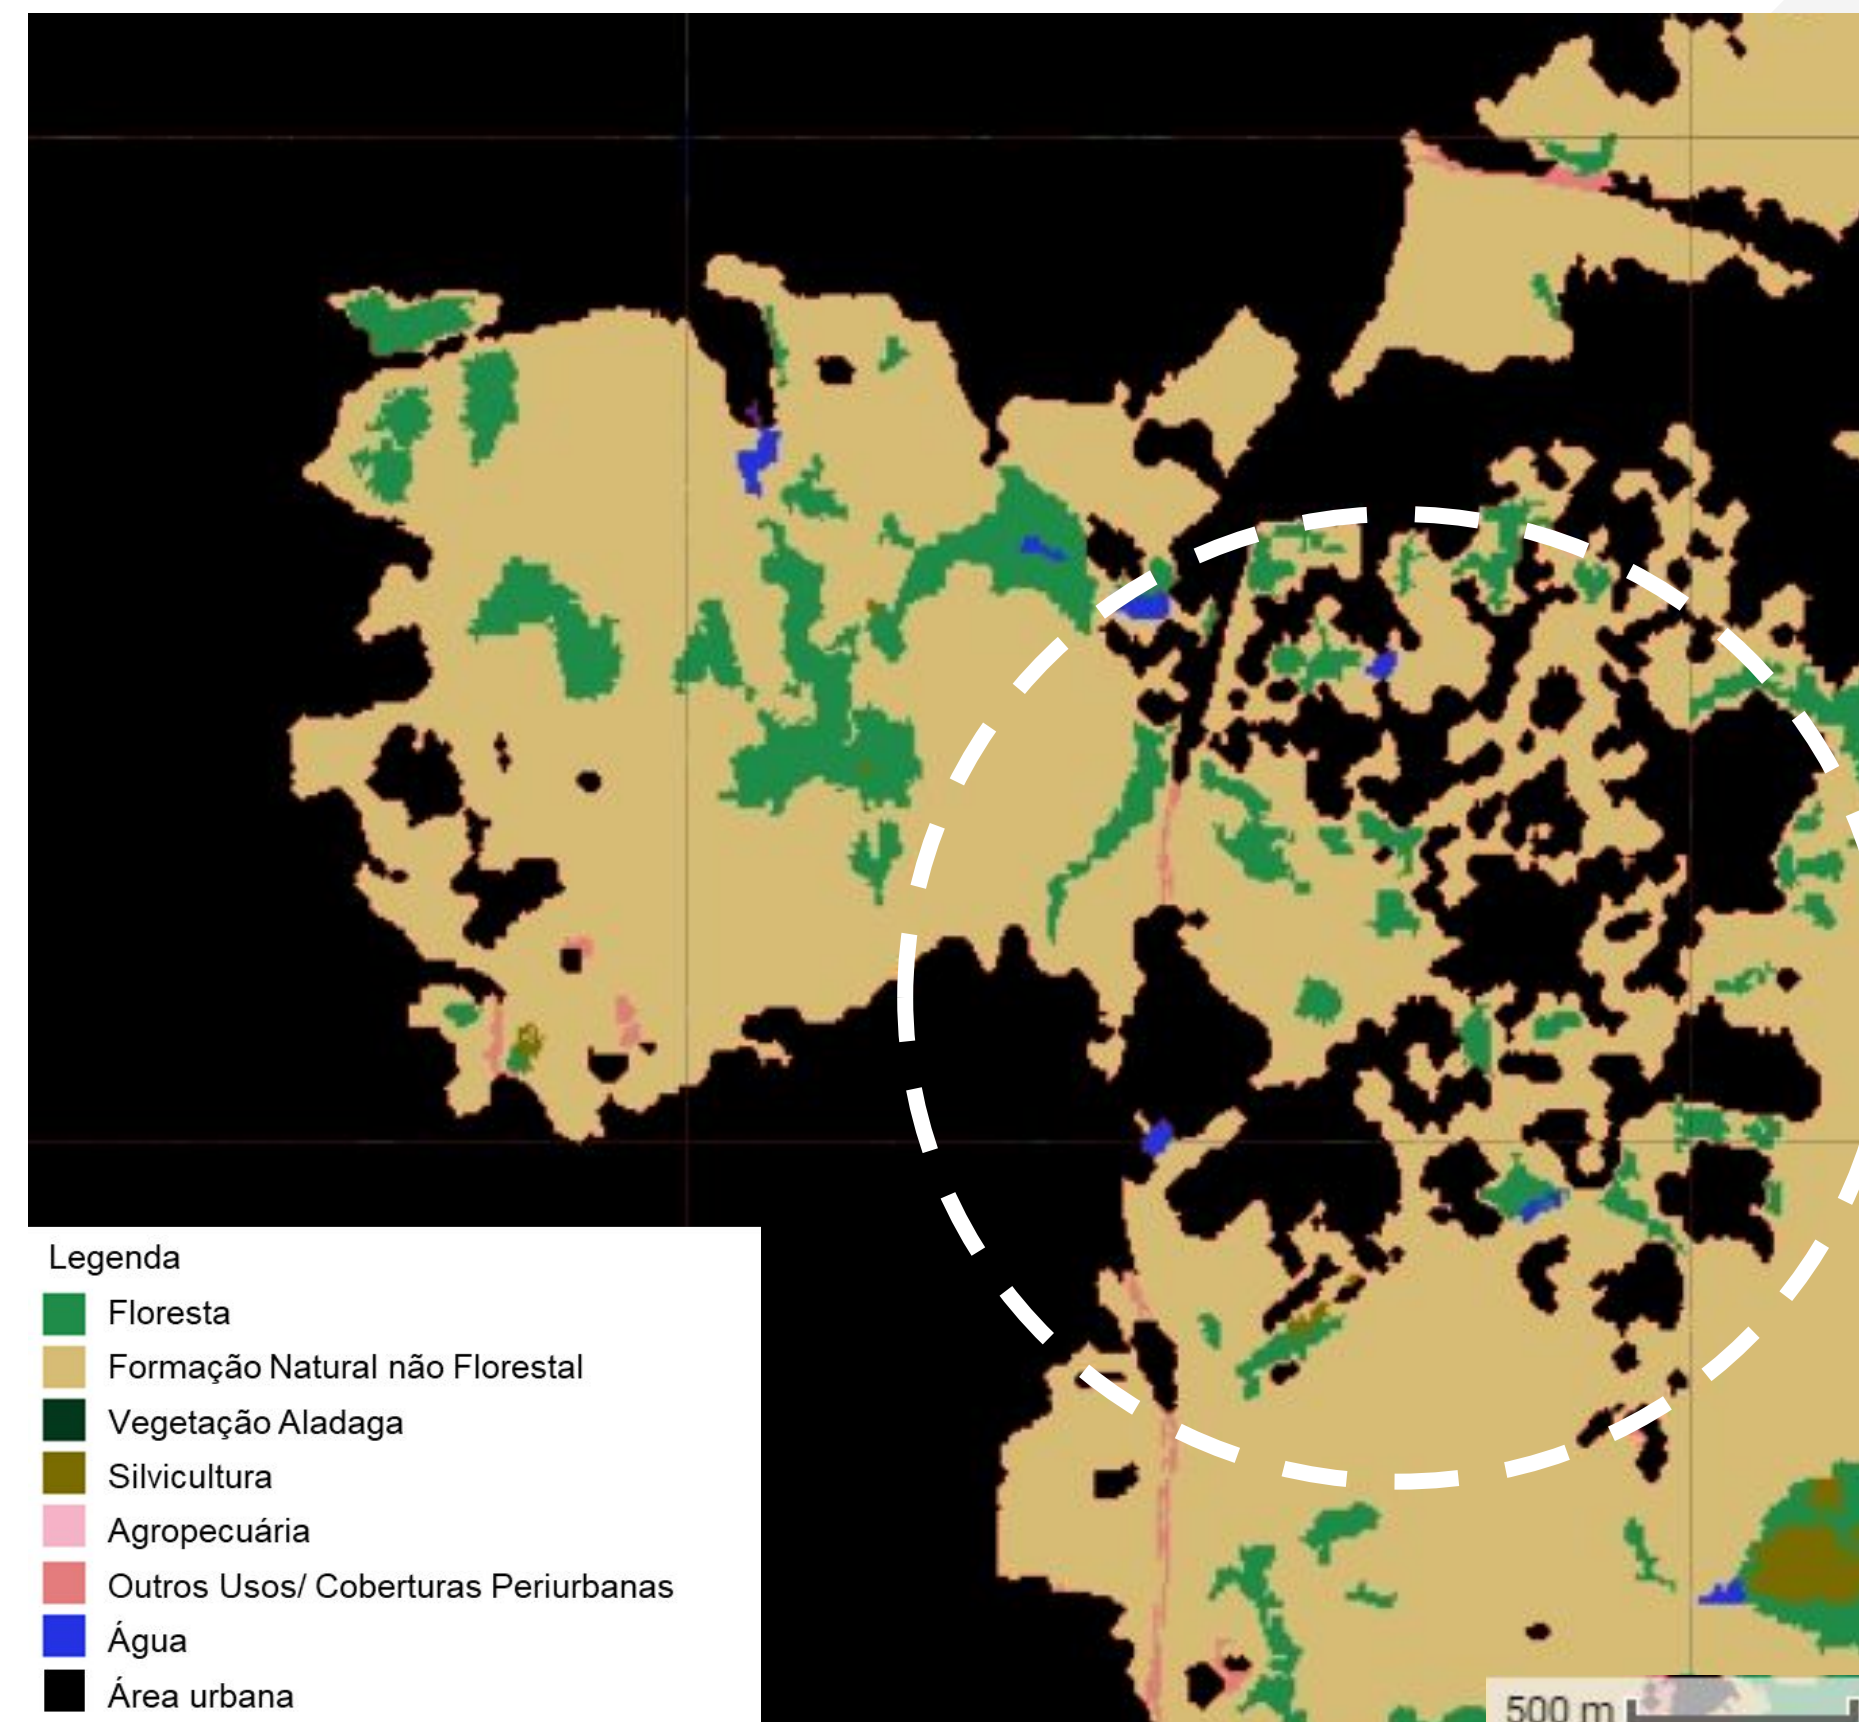 Legenda
Floresta
Formação Natural não Florestal
Vegetação Aladaga
Silvicultura
Agropecuária
Outros Usos/ Coberturas Periurbanas
Água
Área urbana
500 m